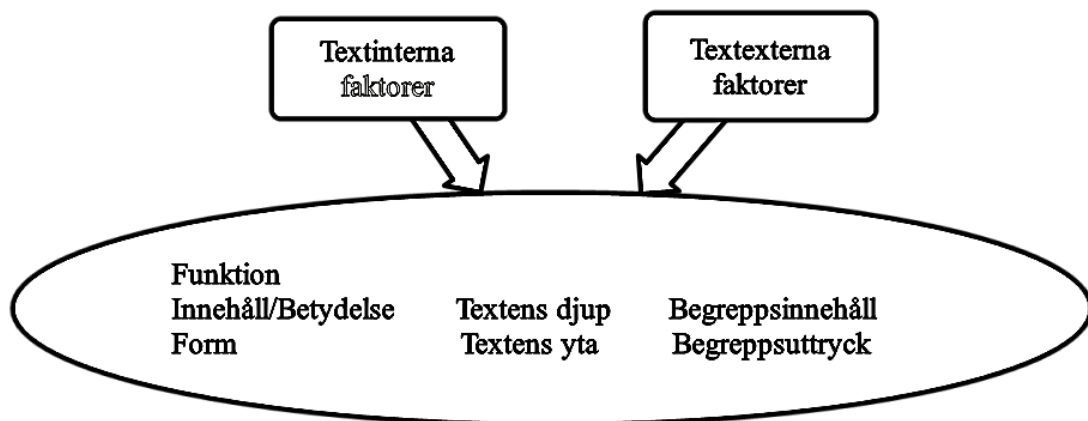 Textinterna
faktorer
Textexterna
faktorer
Funktion
Innehåll/Betydelse Textens djup Begreppsinnehåll
Form Textens yta Begreppsuttryck